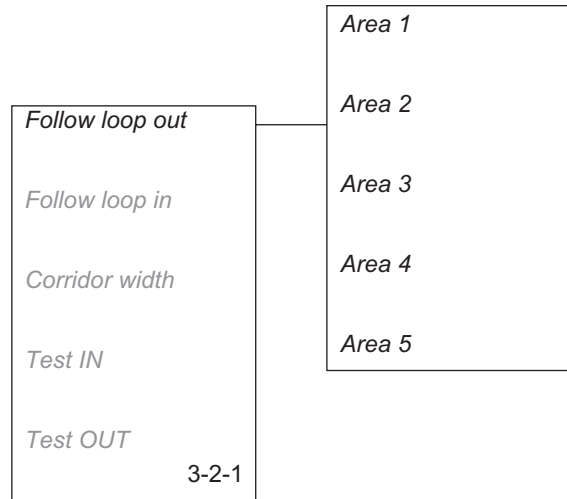 Follow loop out
Follow loop in
Corridor width
Test IN
Test OUT
3-2-1
Area 1
Area 2
Area 3
Area 4
Area 5